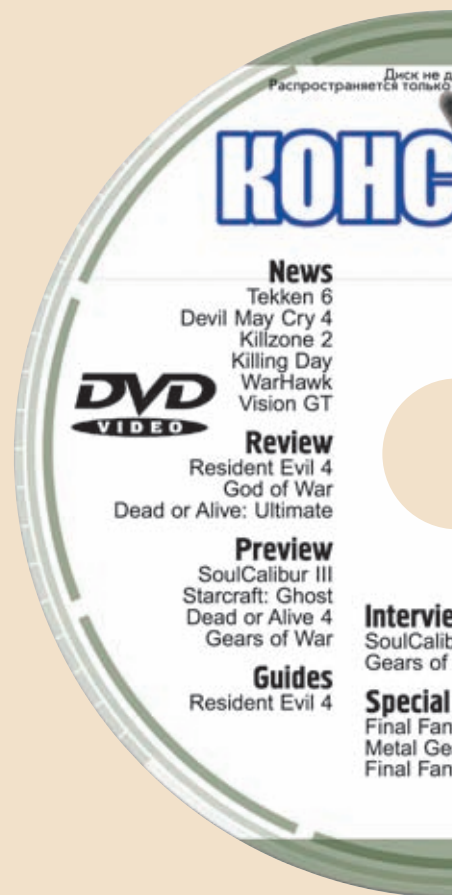 Диск не д
Распространяется только
КОНС
News
Tekken 6
Devil May Cry 4
Killzone 2
Killing Day
WarHawk
Vision GT
DVD
VIDEO
Review
Resident Evil 4
God of War
Dead or Alive: Ultimate
Preview
SoulCalibur III
Starcraft: Ghost
Dead or Alive 4
Gears of War
Guides
Resident Evil 4
Intervie
SoulCalib
Gears of
Special
Final Fan
Metal Ge
Final Fan